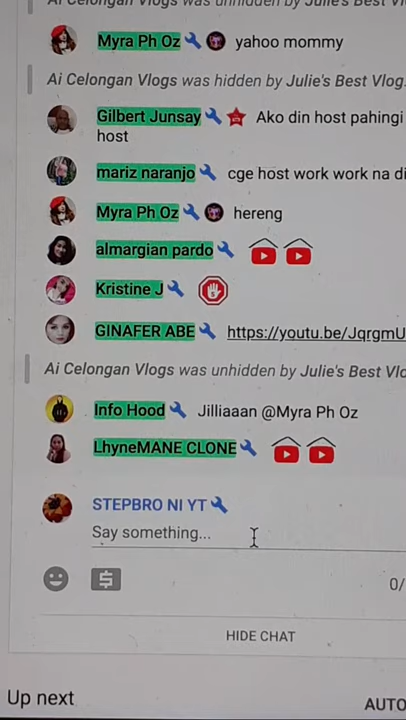 Ai Celongan Vlogs was unhidden by Julie's Best Vlog
Myra Ph Oz yahoo mommy
Ai Celongan Vlogs was hidden by Julie's Best Vlog.
Gilbert Junsay Ako din host pahingi
host
mariz naranjo cge host work work na di
Myra Ph Oz hereng
almargian pardo
Kristine J
GINAFER ABE https://youtu.be/JqrgmU
Ai Celongan Vlogs was unhidden by Julie's Best Vlo
Info Hood Jilliaaan @Myra Ph Oz
LhyneMANE CLONE
STEPBRO NI YT
Say something...
0/
HIDE CHAT
Up next
AUTO